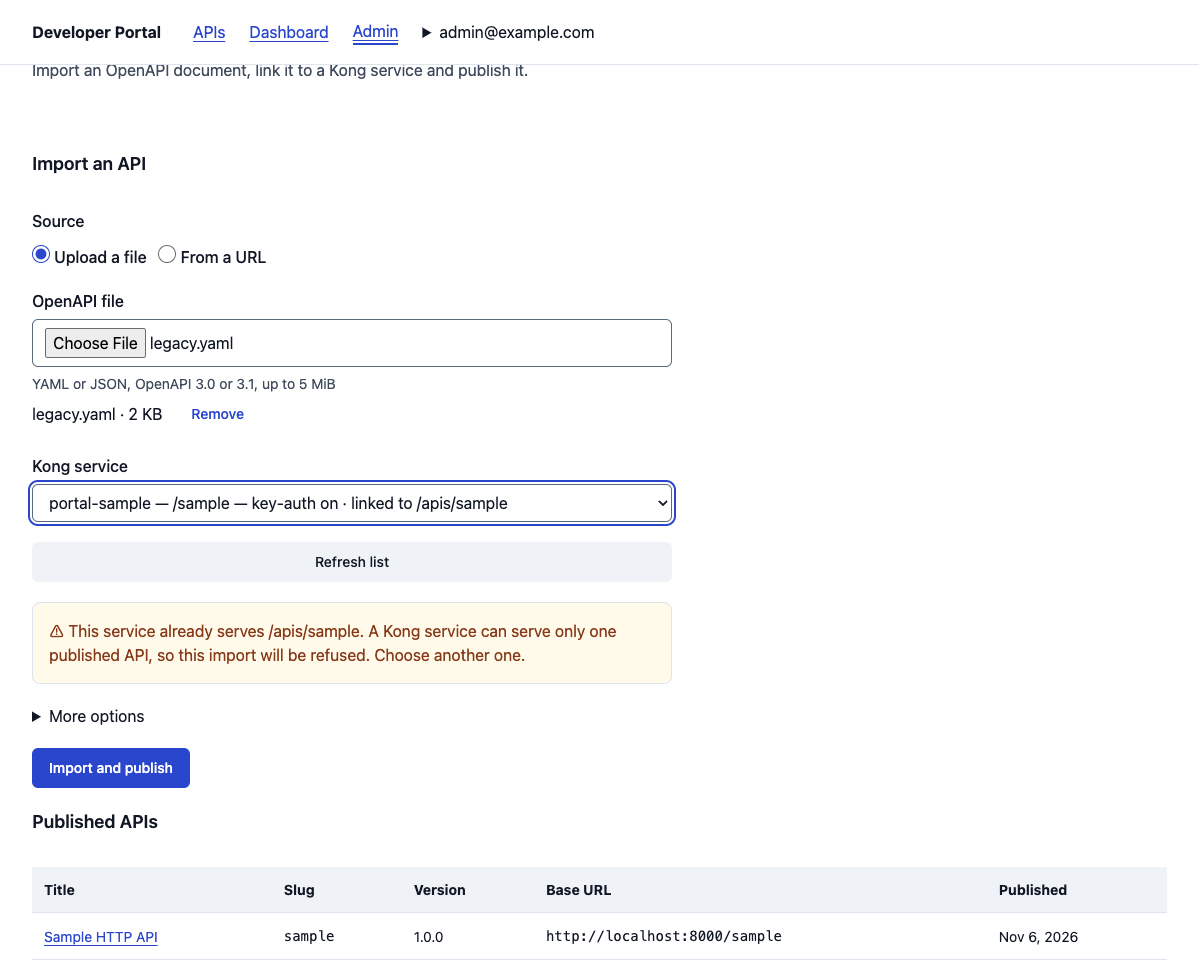 Developer Portal APIs Dashboard Admin ▶ admin@example.com
Import an OpenAPI document, link it to a Kong service and publish it.
Import an API
Source
Upload a file From a URL
OpenAPI file
Choose File legacy.yaml
YAML or JSON, OpenAPI 3.0 or 3.1, up to 5 MiB
legacy.yaml · 2 KB Remove
Kong service
portal-sample — /sample — key-auth on · linked to /apis/sample
Refresh list
⚠ This service already serves /apis/sample. A Kong service can serve only one
published API, so this import will be refused. Choose another one.
▶ More options
Import and publish
Published APIs
Title Slug Version Base URL Published
Sample HTTP API sample 1.0.0 http://localhost:8000/sample Nov 6, 2026